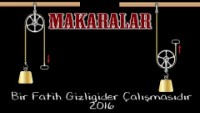 MAKARALAR
Bir Fatih Gizligider Çalışmasıdır
2016